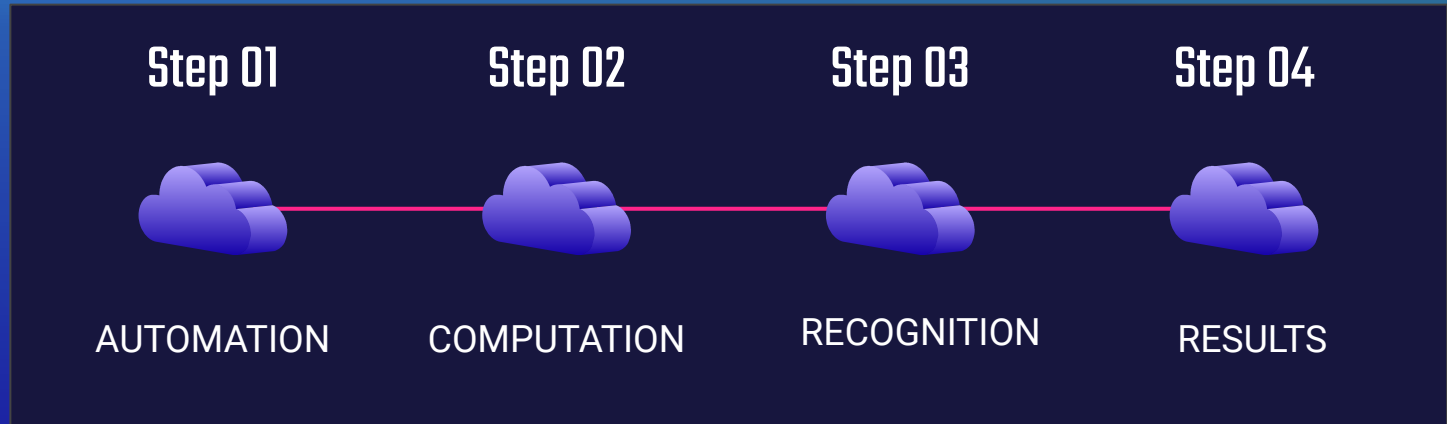 Step 01
Step 02
Step 03
Step 04
AUTOMATION
COMPUTATION
RECOGNITION
RESULTS